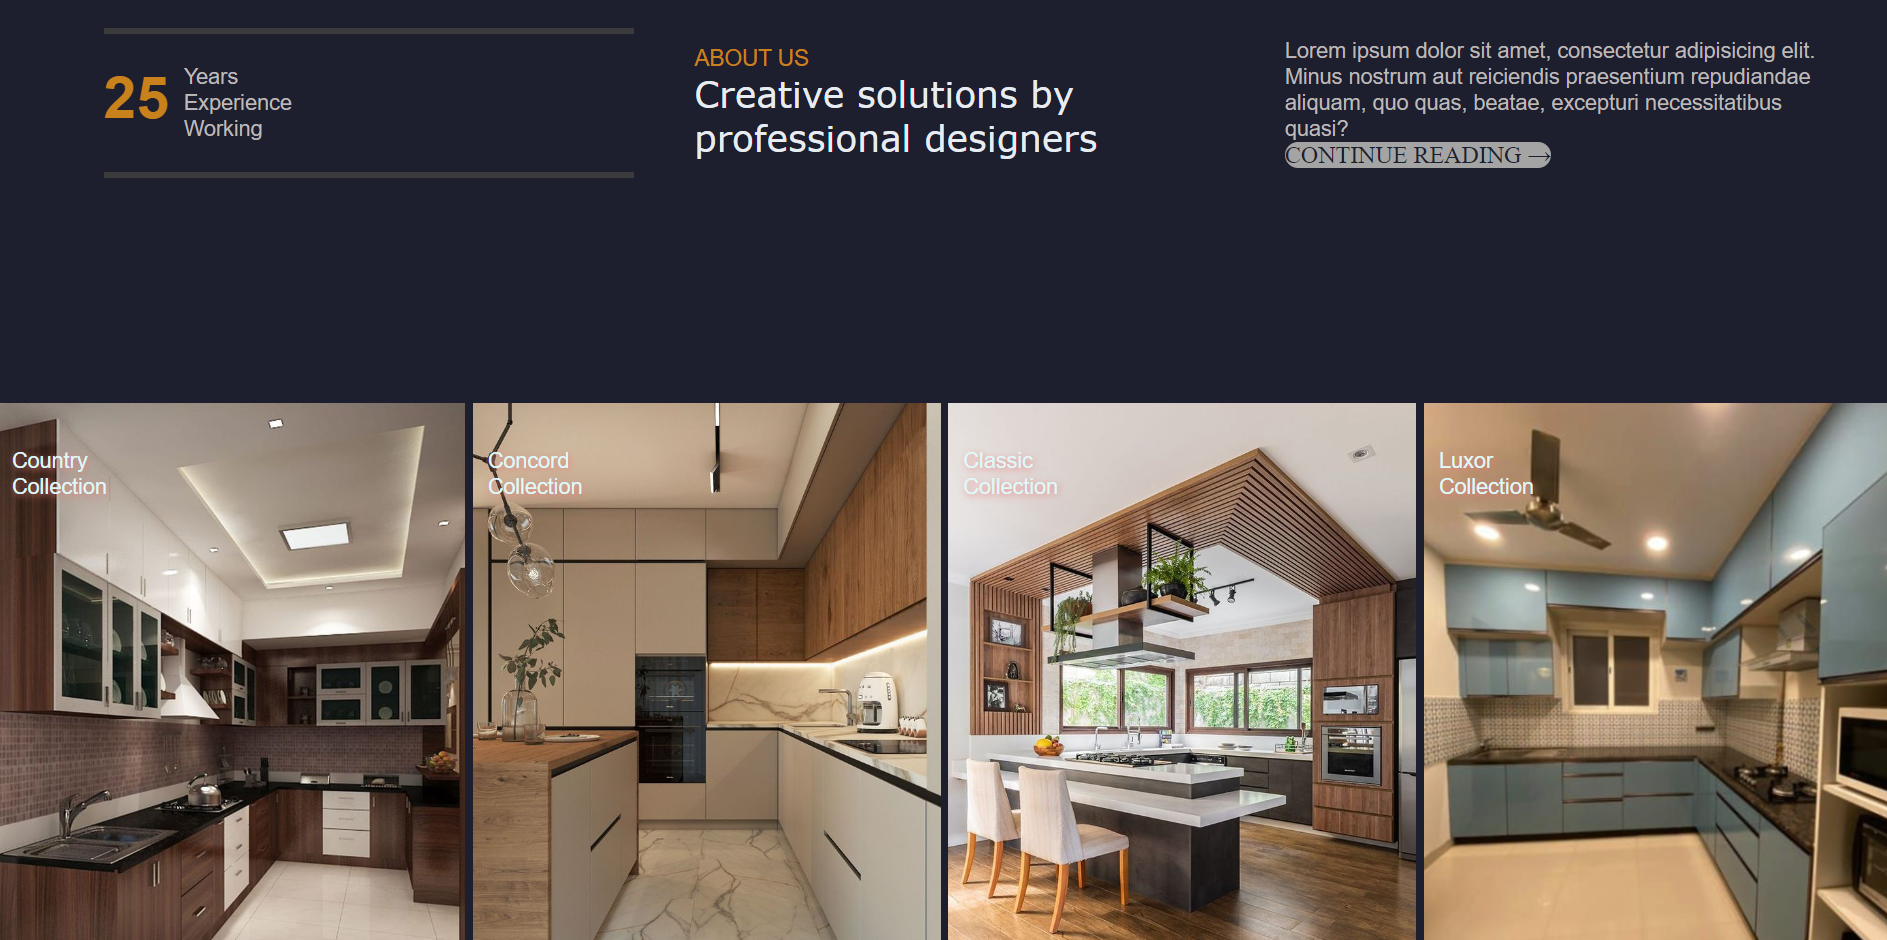 25
Years
Experience
Working
ABOUT US
Creative solutions by
professional designers
Lorem ipsum dolor sit amet, consectetur adipisicing elit.
Minus nostrum aut reiciendis praesentium repudiandae
aliquam, quo quas, beatae, excepturi necessitatibus
quasi?
CONTINUE READING →
Country
Collection
Concord
Collection
Classic
Collection
Luxor
Collection